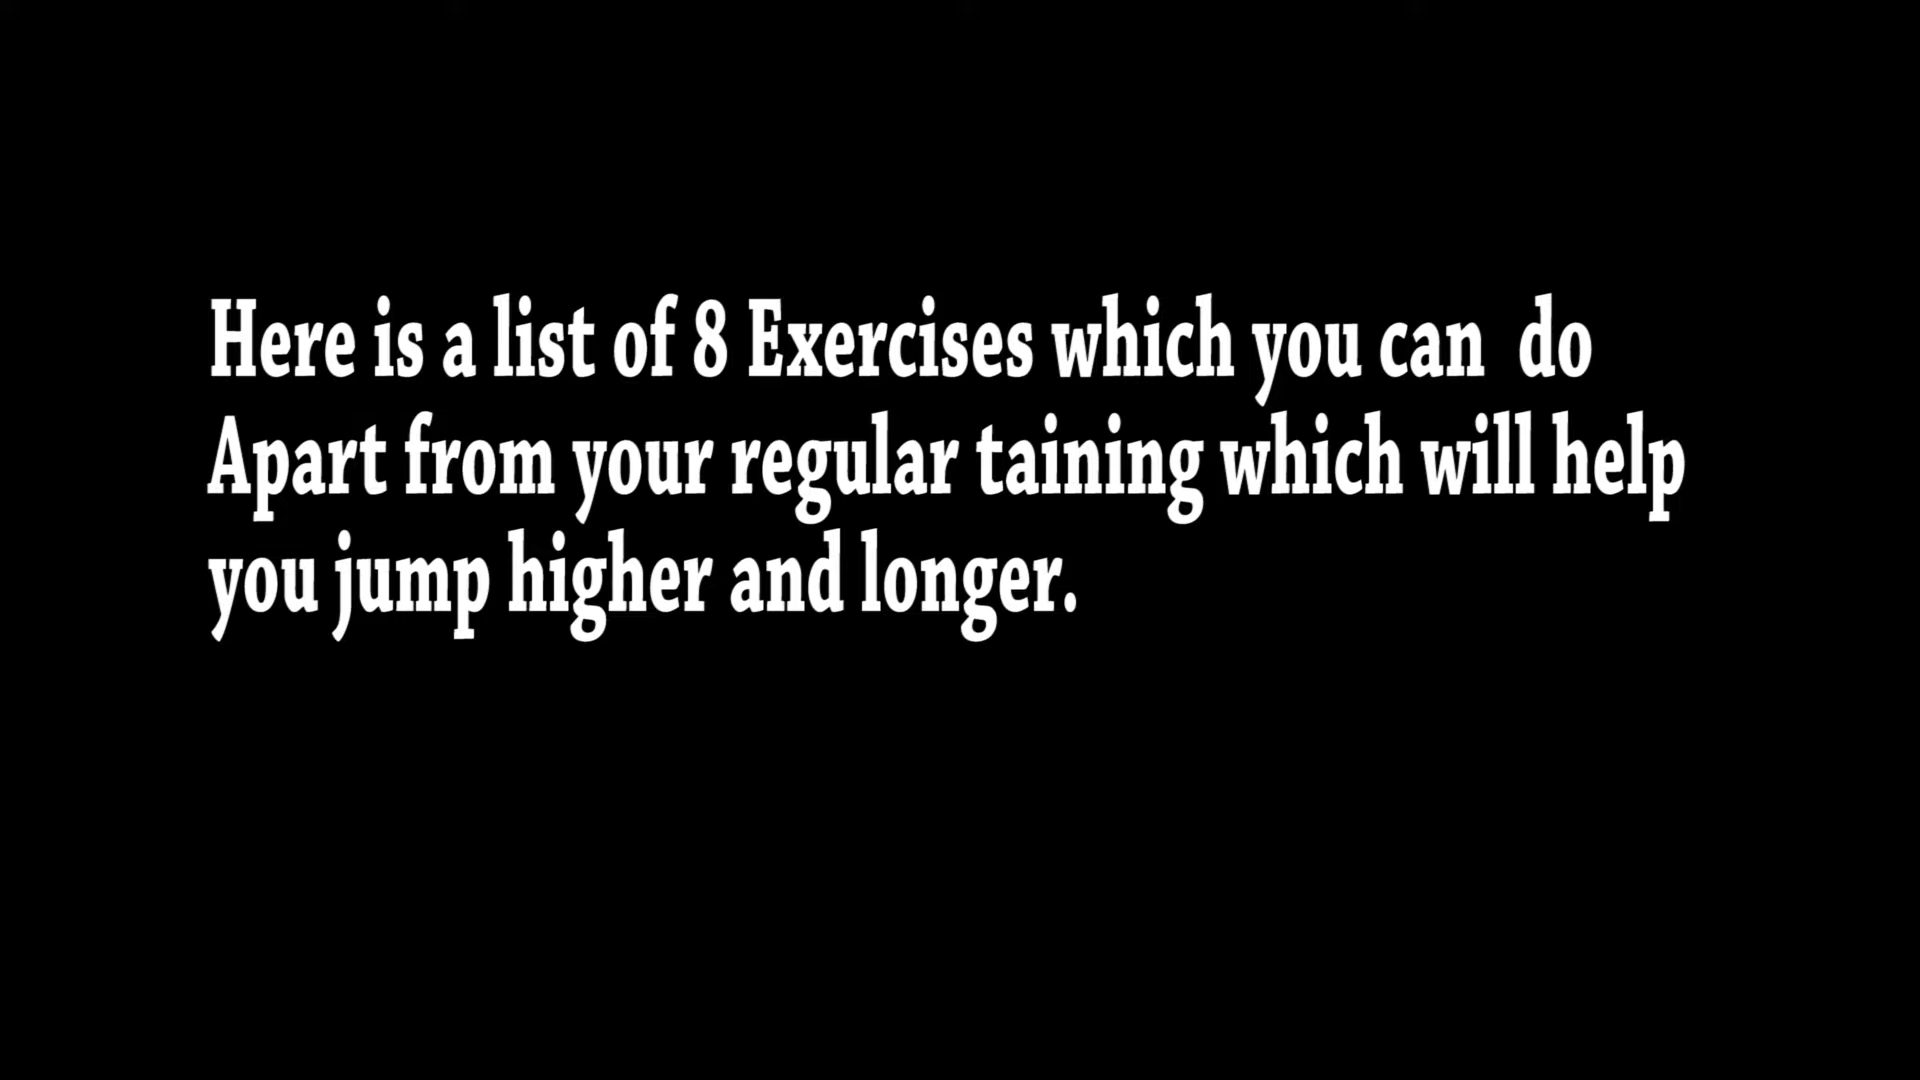 Here is a list of 8 Exercises which you can  do
Apart from your regular taining which will help
you jump higher and longer.